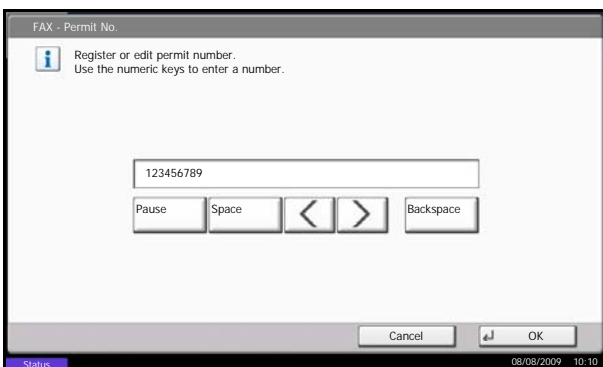 FAX - Permit No.
Register or edit permit number.
Use the numeric keys to enter a number.
123456789
Pause Space < > Backspace
Cancel OK
Status 08/08/2009 10:10